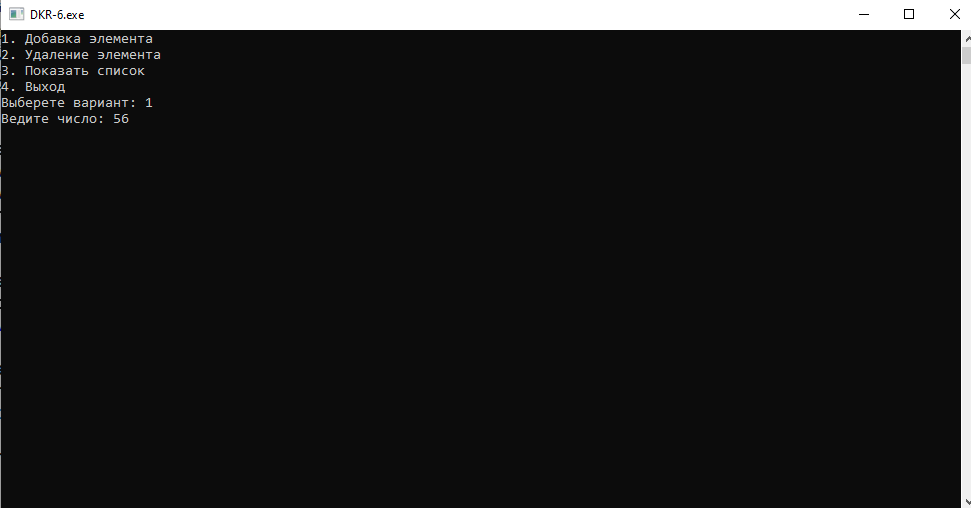 DKR-6.exe
1. Добавка элемента
2. Удаление элемента
3. Показать список
4. Выход
Выберете вариант: 1
Ведите число: 56